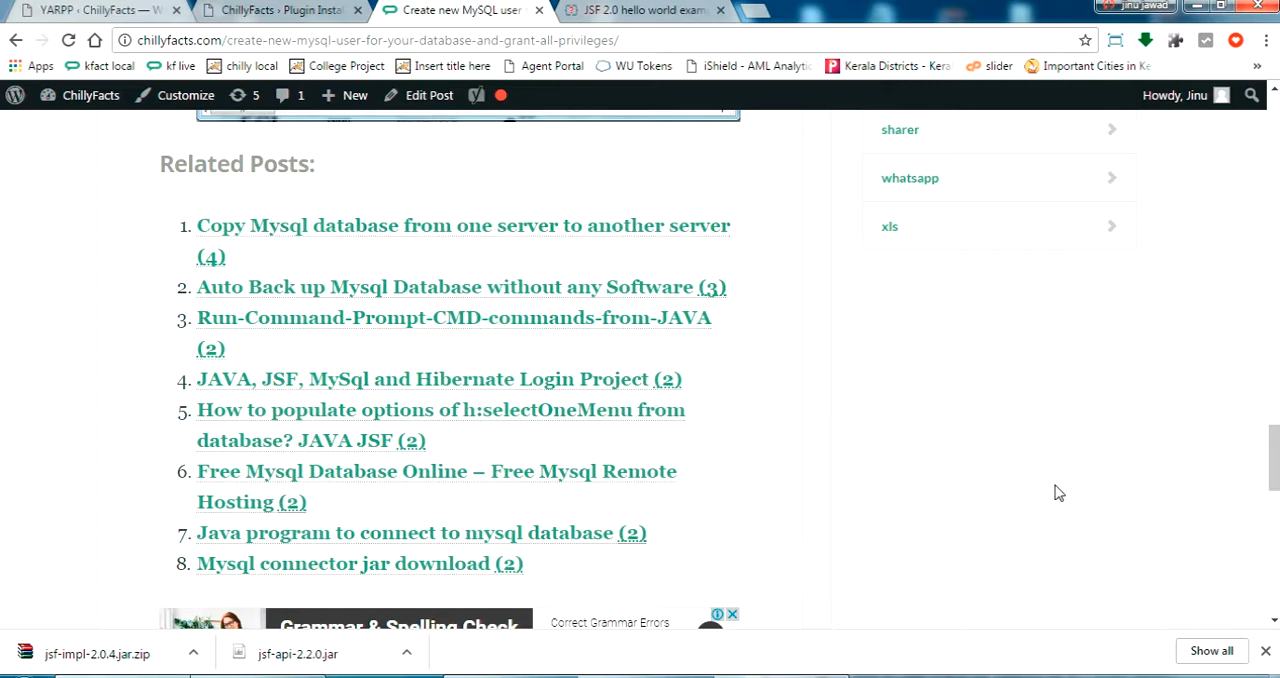 YARPP ‹ ChillyFacts — W
ChillyFacts › Plugin Insta
Create new MySQL user
JSF 2.0 hello world exam
jinu jawad
chillyfacts.com/create-new-mysql-user-for-your-database-and-grant-all-privileges/
Apps kfact local kf live chilly local College Project Insert title here Agent Portal WU Tokens iShield - AML Analytic Kerala Districts - Kera slider Important Cities in Ke »
ChillyFacts Customize 5 1 + New Edit Post Howdy, Jinu
Related Posts:
1. Copy Mysql database from one server to another server
(4)
2. Auto Back up Mysql Database without any Software (3)
3. Run-Command-Prompt-CMD-commands-from-JAVA
(2)
4. JAVA, JSF, MySql and Hibernate Login Project (2)
5. How to populate options of h:selectOneMenu from
database? JAVA JSF (2)
6. Free Mysql Database Online – Free Mysql Remote
Hosting (2)
7. Java program to connect to mysql database (2)
8. Mysql connector jar download (2)
sharer
whatsapp
xls
Grammar & Spelling Check
Correct Grammar Errors
jsf-impl-2.0.4.jar.zip
jsf-api-2.2.0.jar
Show all